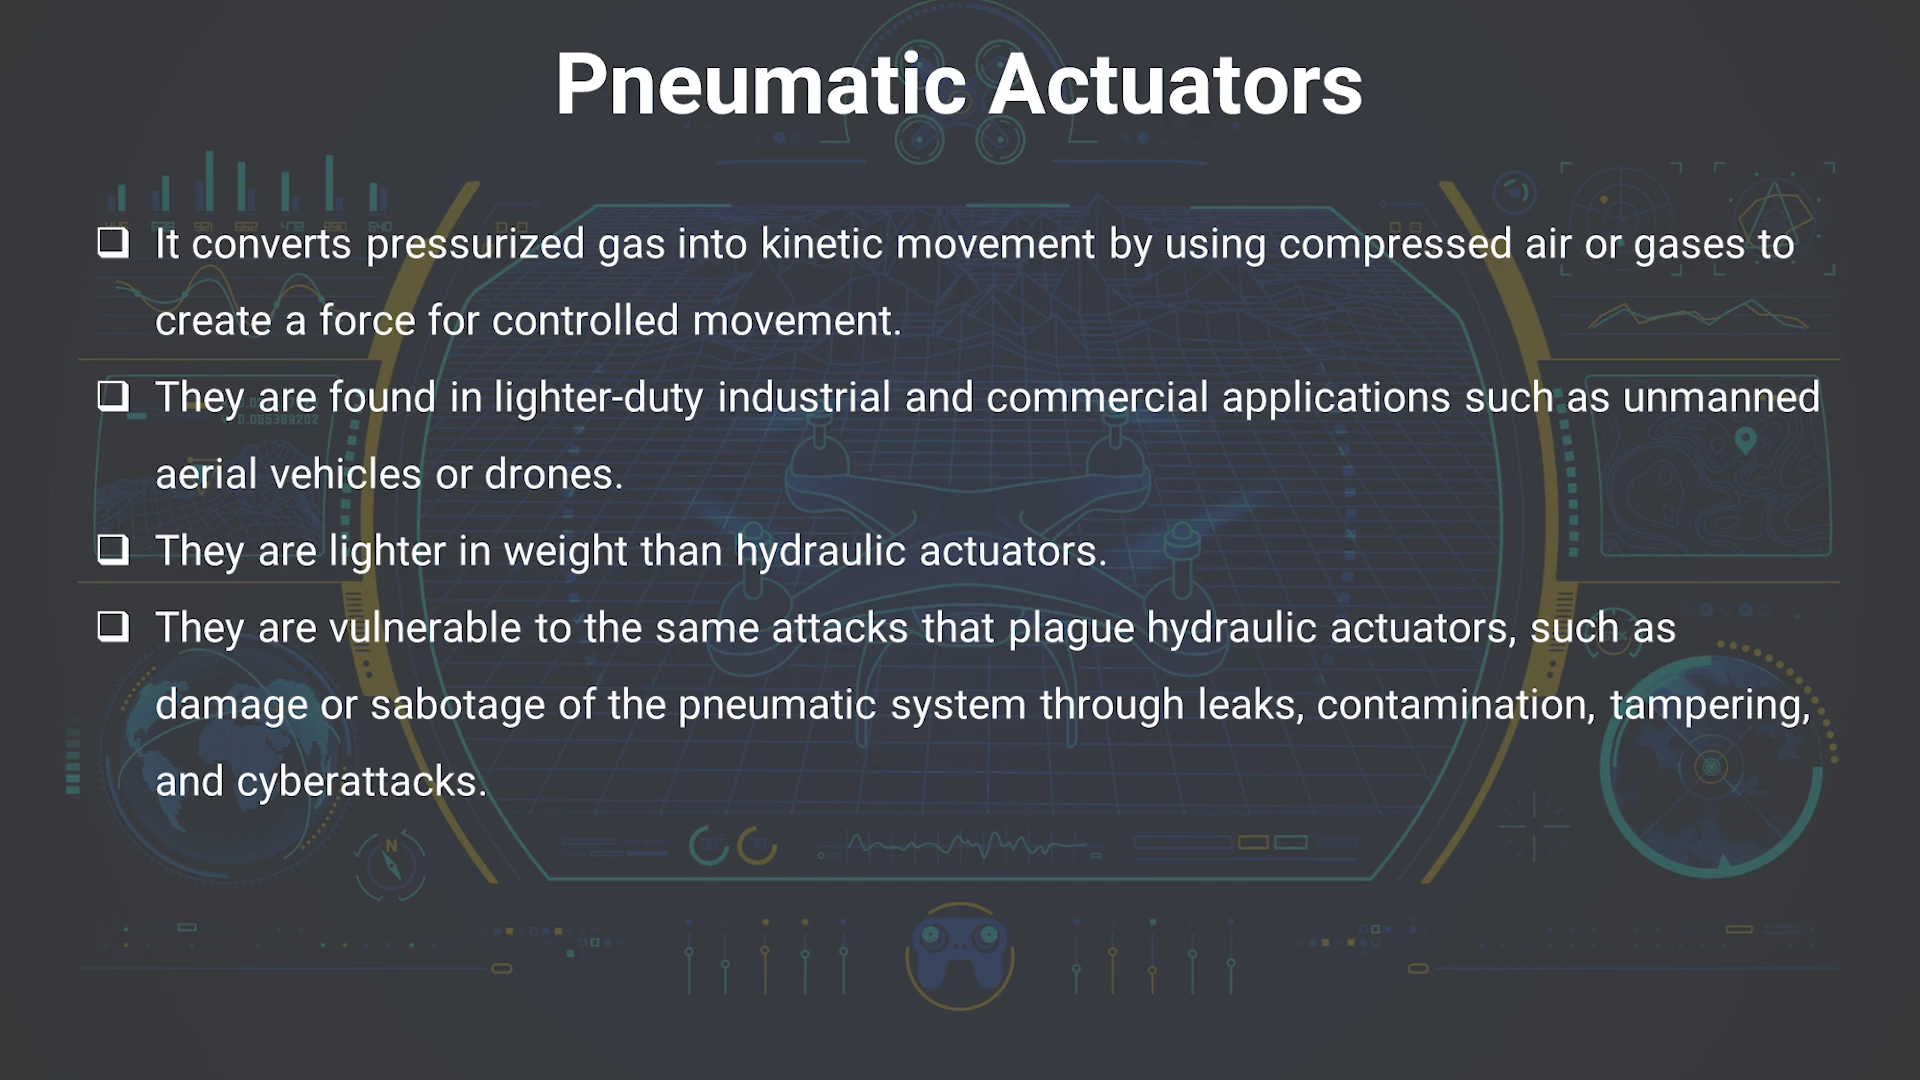 Pneumatic Actuators
It converts pressurized gas into kinetic movement by using compressed air or gases to
create a force for controlled movement.
They are found in lighter-duty industrial and commercial applications such as unmanned
aerial vehicles or drones.
They are lighter in weight than hydraulic actuators.
They are vulnerable to the same attacks that plague hydraulic actuators, such as
damage or sabotage of the pneumatic system through leaks, contamination, tampering,
and cyberattacks.
N